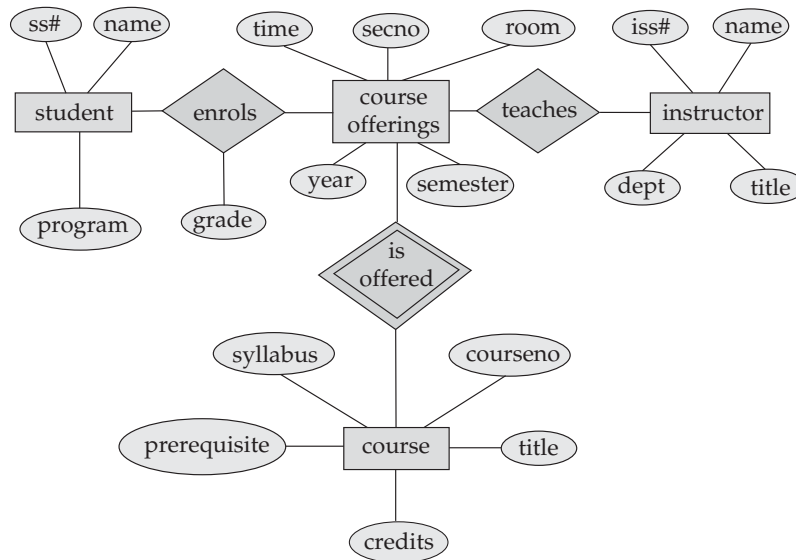 ss#
name
time
secno
room
iss#
name
student
enrols
course
offerings
teaches
instructor
program
grade
year
semester
dept
title
is
offered
syllabus
courseno
prerequisite
course
title
credits